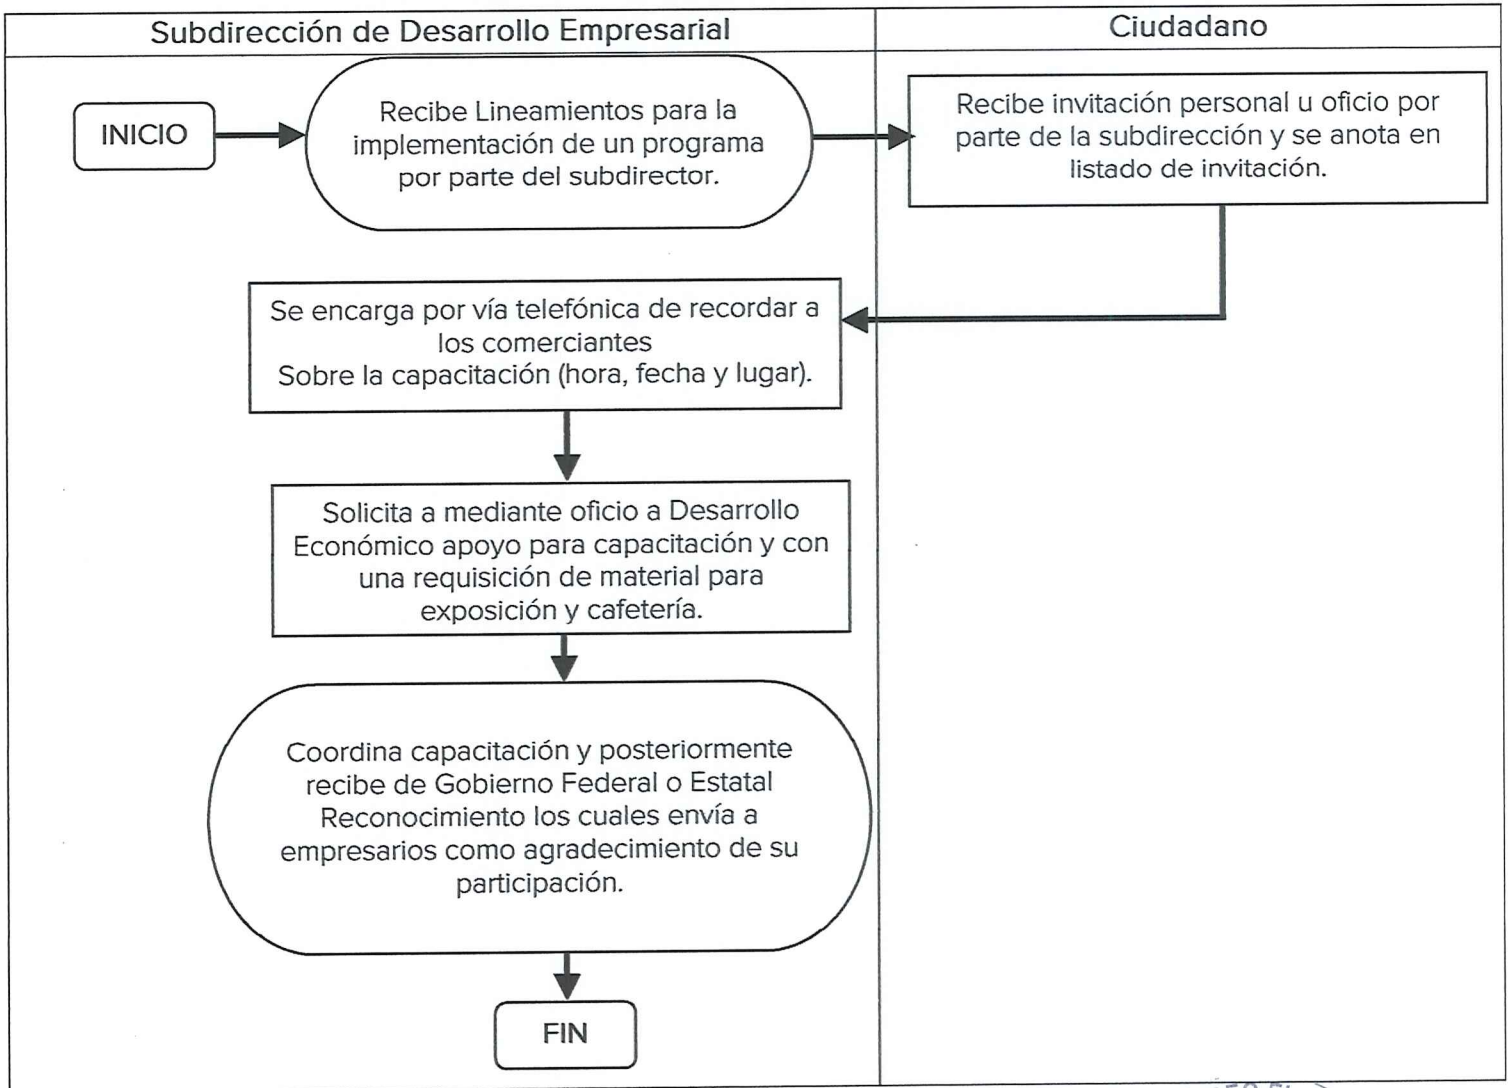 Subdirección de Desarrollo Empresarial
Ciudadano
INICIO
Recibe Lineamientos para la
implementación de un programa
por parte del subdirector.
Recibe invitación personal u oficio por
parte de la subdirección y se anota en
listado de invitación.
Se encarga por vía telefónica de recordar a
los comerciantes
Sobre la capacitación (hora, fecha y lugar).
Solicita a mediante oficio a Desarrollo
Económico apoyo para capacitación y con
una requisición de material para
exposición y cafetería.
Coordina capacitación y posteriormente
recibe de Gobierno Federal o Estatal
Reconocimiento los cuales envía a
empresarios como agradecimiento de su
participación.
FIN